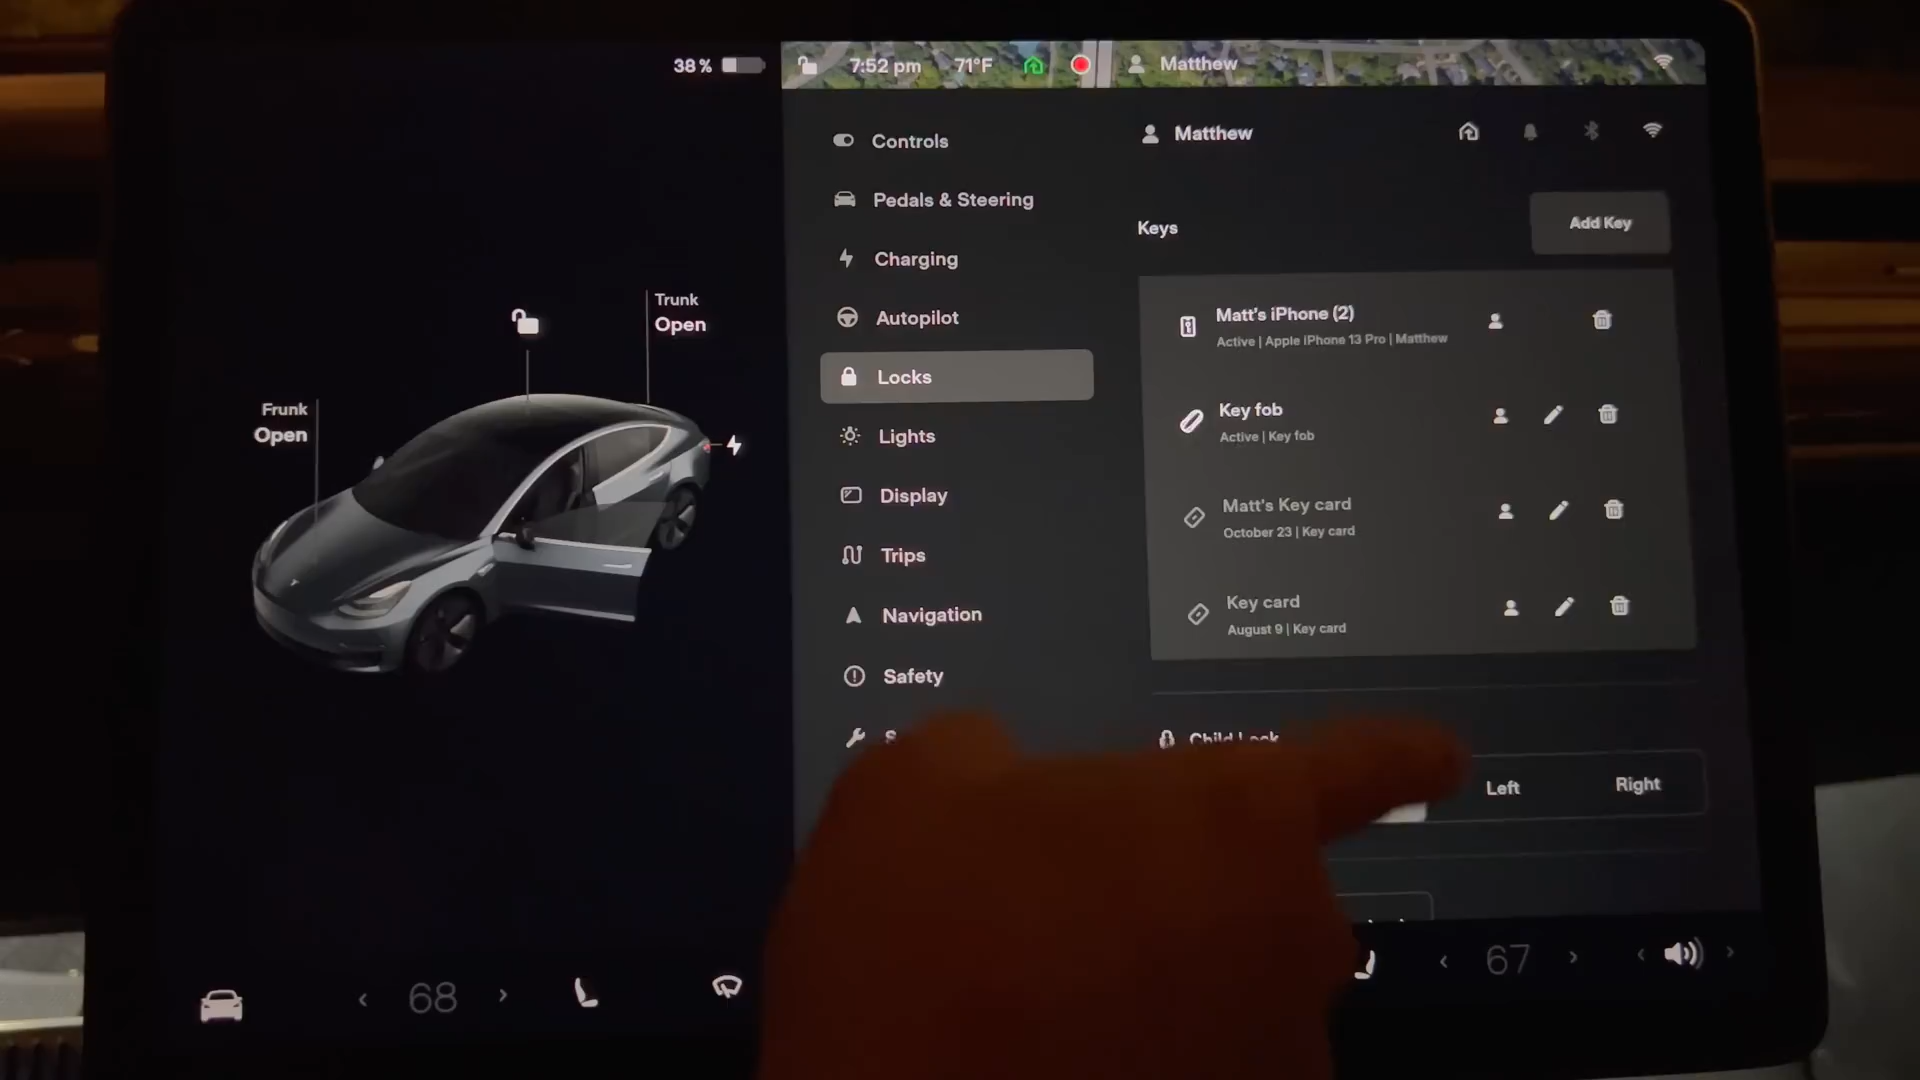 38 %
7:52 pm
71°F
Matthew
Controls
Pedals & Steering
Charging
Autopilot
Locks
Lights
Display
Trips
Navigation
Safety
Trunk
Open
Frunk
Open
Matthew
Keys
Add Key
Matt's iPhone (2)
Active | Apple iPhone 13 Pro | Matthew
Key fob
Active | Key fob
Matt's Key card
October 23 | Key card
Key card
August 9 | Key card
Child Lock
Left
Right
68
67